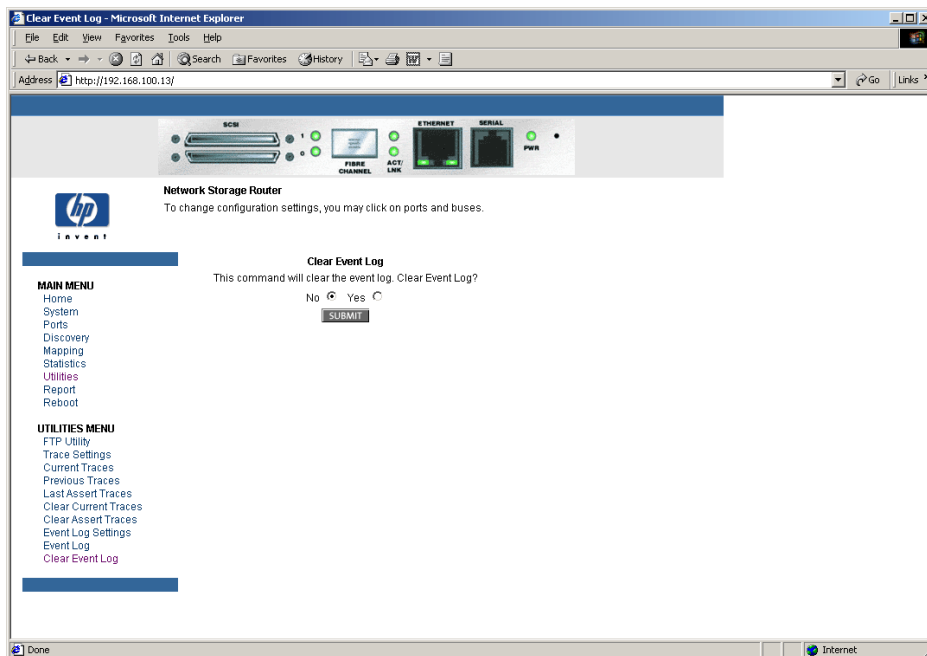 Clear Event Log - Microsoft Internet Explorer
File Edit View Favorites Tools Help
Back Search Favorites History
Address http://192.168.100.13/ Go Links »
SCSI ETHERNET SERIAL
1
0
FIBRE CHANNEL
ACT/ LNK
PWR
hp
invent
Network Storage Router
To change configuration settings, you may click on ports and buses.
Clear Event Log
This command will clear the event log. Clear Event Log?
No Yes
SUBMIT
MAIN MENU
Home
System
Ports
Discovery
Mapping
Statistics
Utilities
Report
Reboot
UTILITIES MENU
FTP Utility
Trace Settings
Current Traces
Previous Traces
Last Assert Traces
Clear Current Traces
Clear Assert Traces
Event Log Settings
Event Log
Clear Event Log
Done Internet